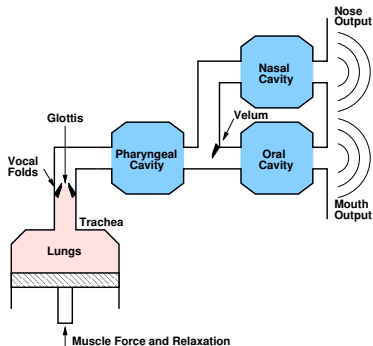 Nose
Output
Nasal
Cavity
Glottis
Velum
Vocal
Folds
Pharyngeal
Cavity
Oral
Cavity
Trachea
Mouth
Output
Lungs
Muscle Force and Relaxation